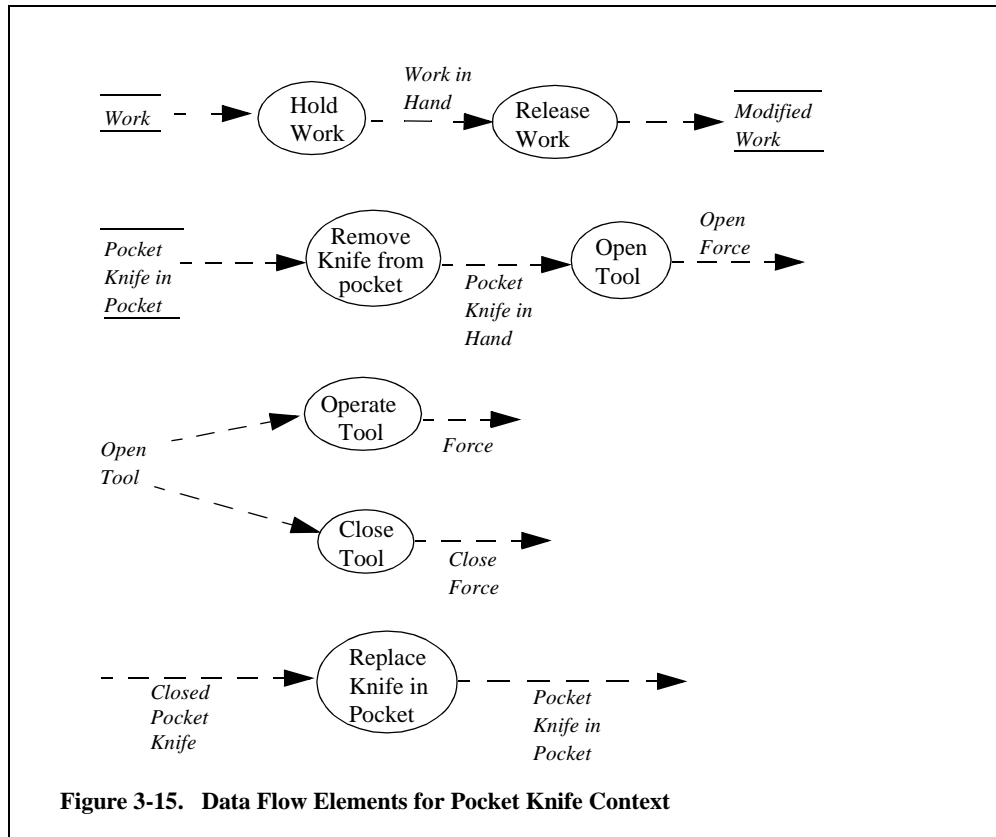 Work
Hold
Work
Work in
Hand
Release
Work
Modified
Work
Pocket
Knife in
Pocket
Remove
Knife from
pocket
Pocket
Knife in
Hand
Open
Tool
Open
Force
Open
Tool
Operate
Tool
Force
Close
Tool
Close
Force
Closed
Pocket
Knife
Replace
Knife in
Pocket
Pocket
Knife in
Pocket
Figure 3-15. Data Flow Elements for Pocket Knife Context